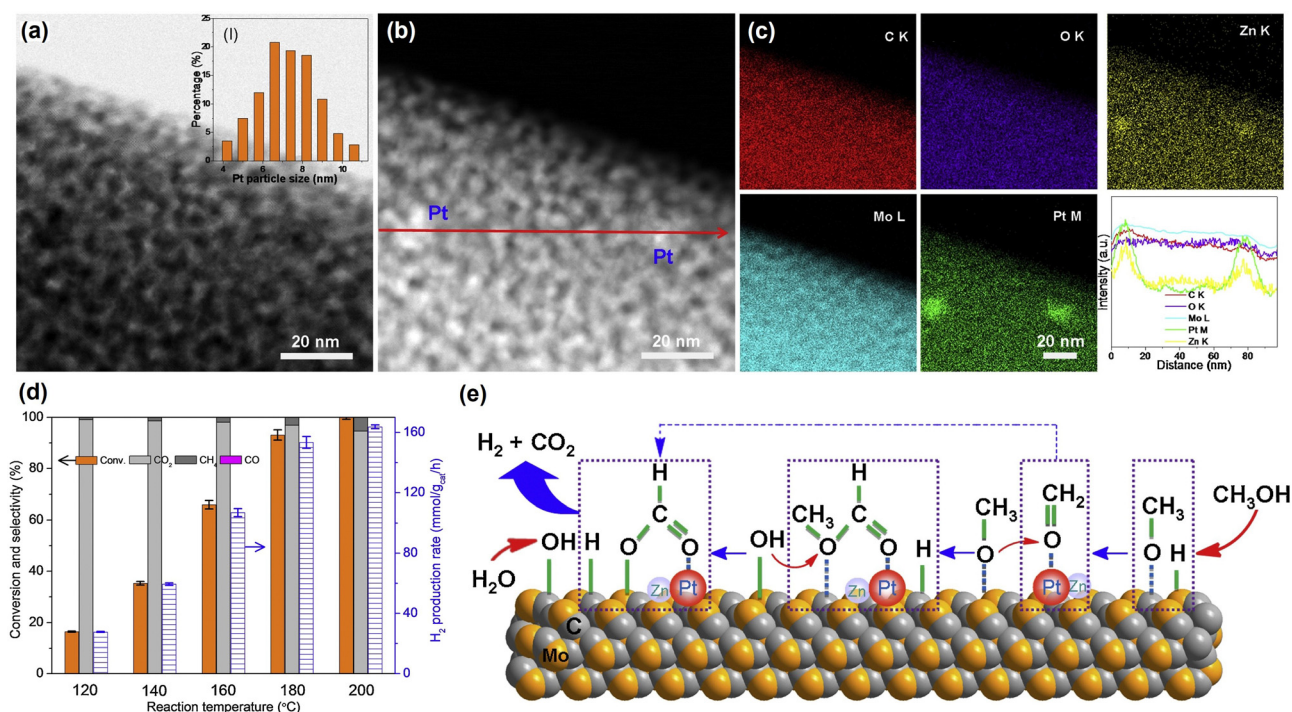 (a)
(I)
Percentage (%)
25
20
15
10
5
0
4
6
8
10
Pt particle size (nm)
20 nm
(b)
Pt
Pt
20 nm
(c)
C K
O K
Zn K
Mo L
Pt M
20 nm
Intensity (a.u.)
C K
O K
Mo L
Pt M
Zn K
0
20
40
60
80
Distance (nm)
(d)
Conversion and selectivity (%)
100
80
60
40
20
0
Conv.
CO2
CH4
CO
160
120
80
40
0
H2 production rate (mmol/gcat/h)
120
140
160
180
200
Reaction temperature (°C)
(e)
H2 + CO2
H2O
OH
H
H
C
O
O
Zn
Pt
OH
CH3
O
H
C
O
Zn
Pt
H
CH3
O
CH2
O
Pt
Zn
CH3
O
H
CH3OH
C
Mo